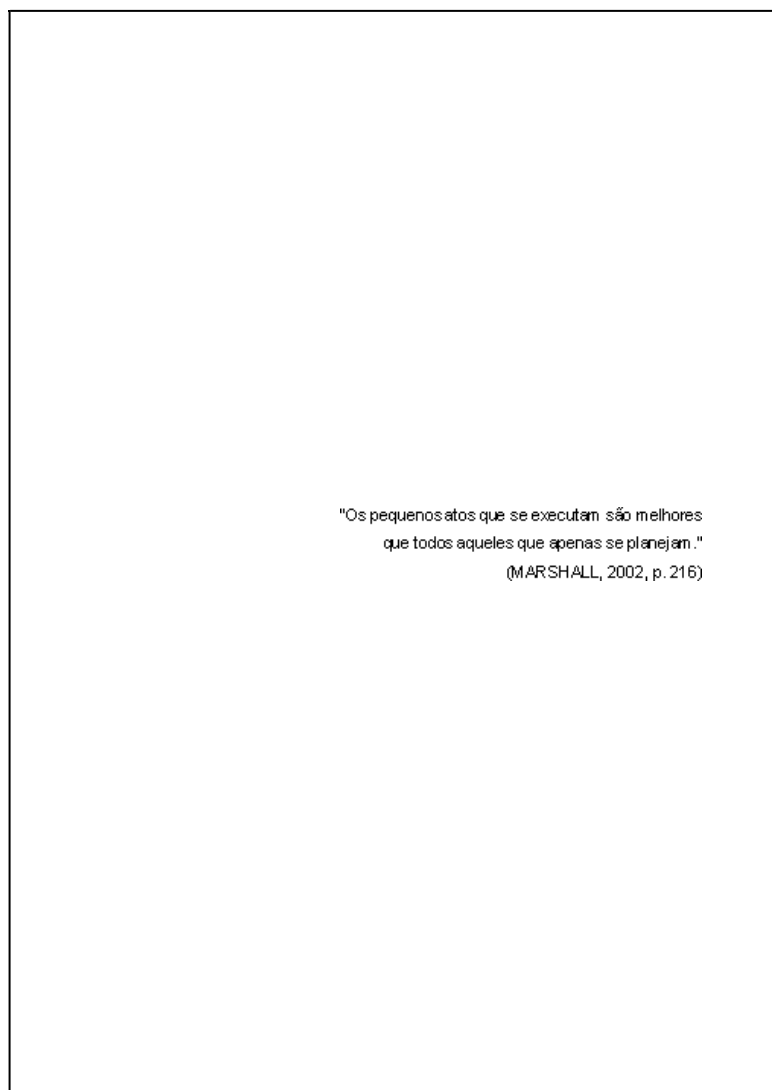 "Os pequenos atos que se executam são melhores
que todos aqueles que apenas se planejam."
(MARSHALL, 2002, p. 216)